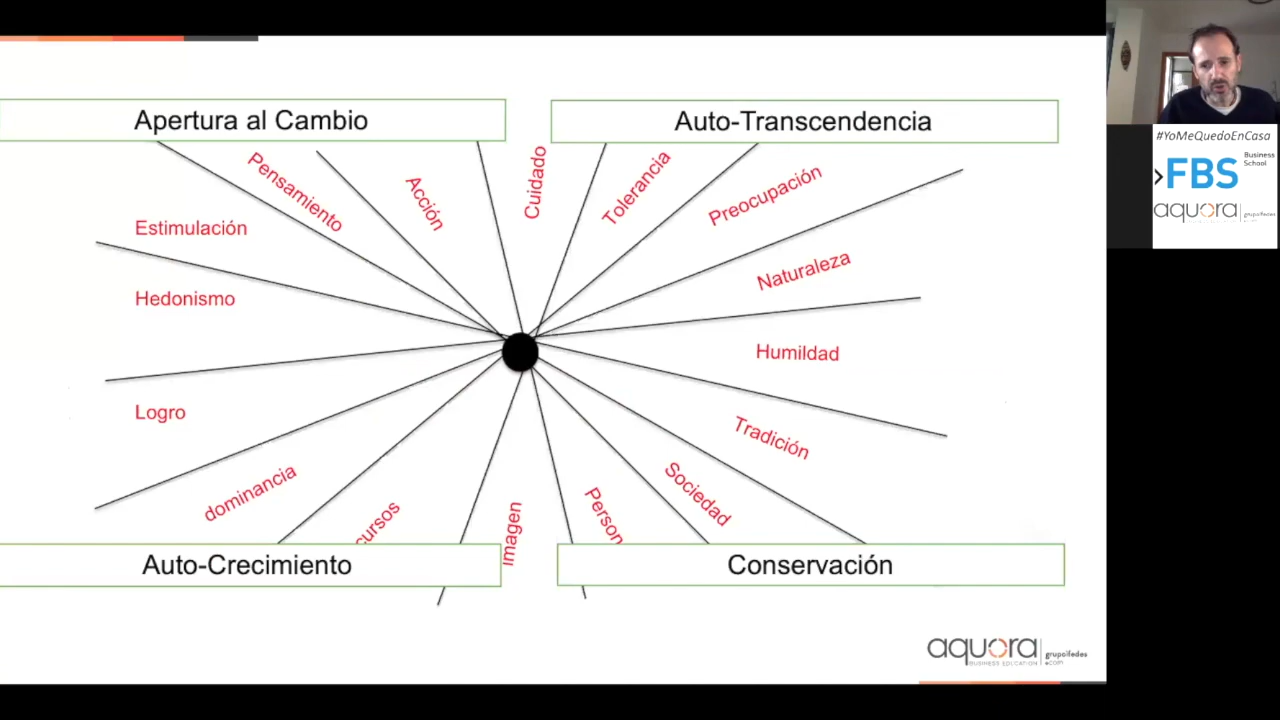 Apertura al Cambio
Auto-Transcendencia
Pensamiento
Acción
Cuidado
Tolerancia
Preocupación
Estimulación
Naturaleza
Hedonismo
Humildad
Logro
Tradición
dominancia
Sociedad
cursos
imagen
Person
Auto-Crecimiento
Conservación
aquora
BUSINESS EDUCATION
grupoifedes
.com
#YoMeQuedoEnCasa
FBS
Business
School
aquora
grupoifedes